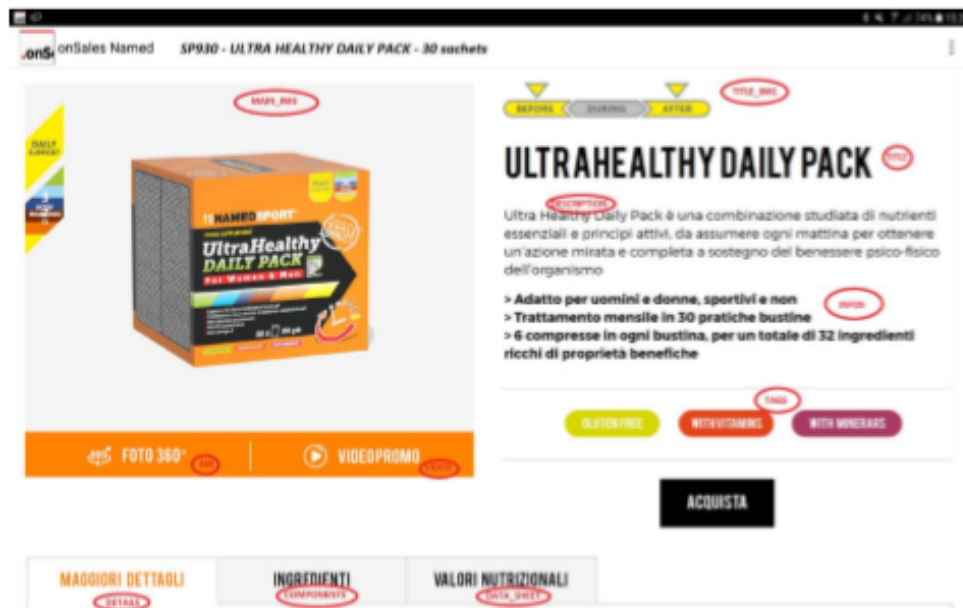 onSales Named SP930 - ULTRA HEALTHY DAILY PACK - 30 sachets
MAIN_IMG
TITLE_IMG
BEFORE DURING AFTER
DAILY
SUPPORT
ULTRAHEALTHY DAILY PACK
TITLE
DESCRIPTION
Ultra Healthy Daily Pack è una combinazione studiata di nutrienti
essenziali e principi attivi, da assumere ogni mattina per ottenere
un'azione mirata e completa a sostegno del benessere psico-fisico
dell'organismo
> Adatto per uomini e donne, sportivi e non
INFOS
> Trattamento mensile in 30 pratiche bustine
> 6 compresse in ogni bustina, per un totale di 32 ingredienti
ricchi di proprietà benefiche
NAMEDSPORT
UltraHealthy
DAILY PACK
For Women & Men
TAGS
GLUTEN FREE WITH VITAMINS WITH MINERARS
FOTO 360°
360
VIDEOPROMO
VIDEO
ACQUISTA
MAGGIORI DETTAGLI INGREDIENTI VALORI NUTRIZIONALI
DETAILS COMPONENTS DATA_SHEET